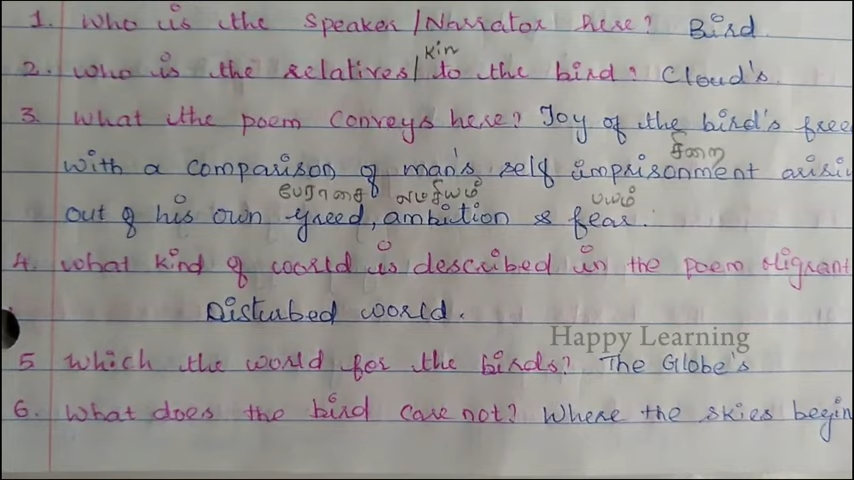 1. Who is the Speaker/Narrator here? Bird
kin
2. who is the relatives/ to the bird? Cloud's
3. What the poem Conveys here? Joy of the bird's free
சிறை
with a comparison of man's self imprisonment arisin
பேராசை லட்சியம் பயம்
out of his own greed, ambition & fear.
4. what kind of world is described in the poem Migrant
Disturbed world.
Happy Learning
5 Which the world for the birds? The Globe's
6. What does the bird care not? Where the skies begin